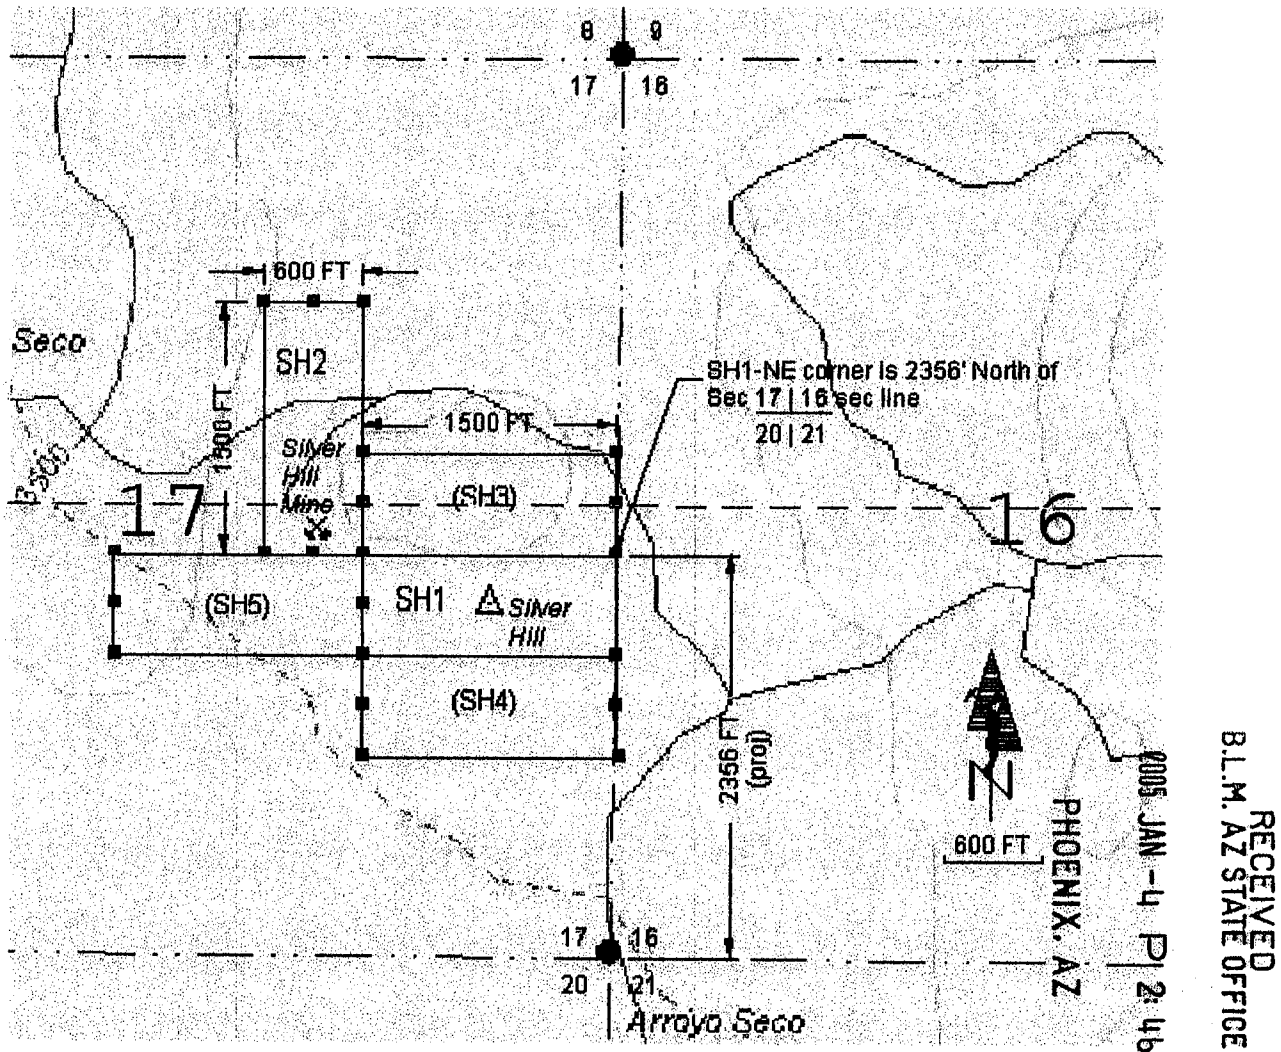 8 9
17 16
600 FT
Seco
SH2
SH1-NE corner is 2356' North of
Sec 17 | 16 sec line
20 | 21
1500 FT
1500 FT
Silver
Hill
Mine
(SH3)
3500
17
16
(SH5)
SH1
Silver
Hill
(SH4)
2356 FT
(proj)
N
600 FT
17 16
20 21
Arroyo Seco
RECEIVED
B.L.M. AZ STATE OFFICE
2005 JAN -4 P 2:46
PHOENIX, AZ